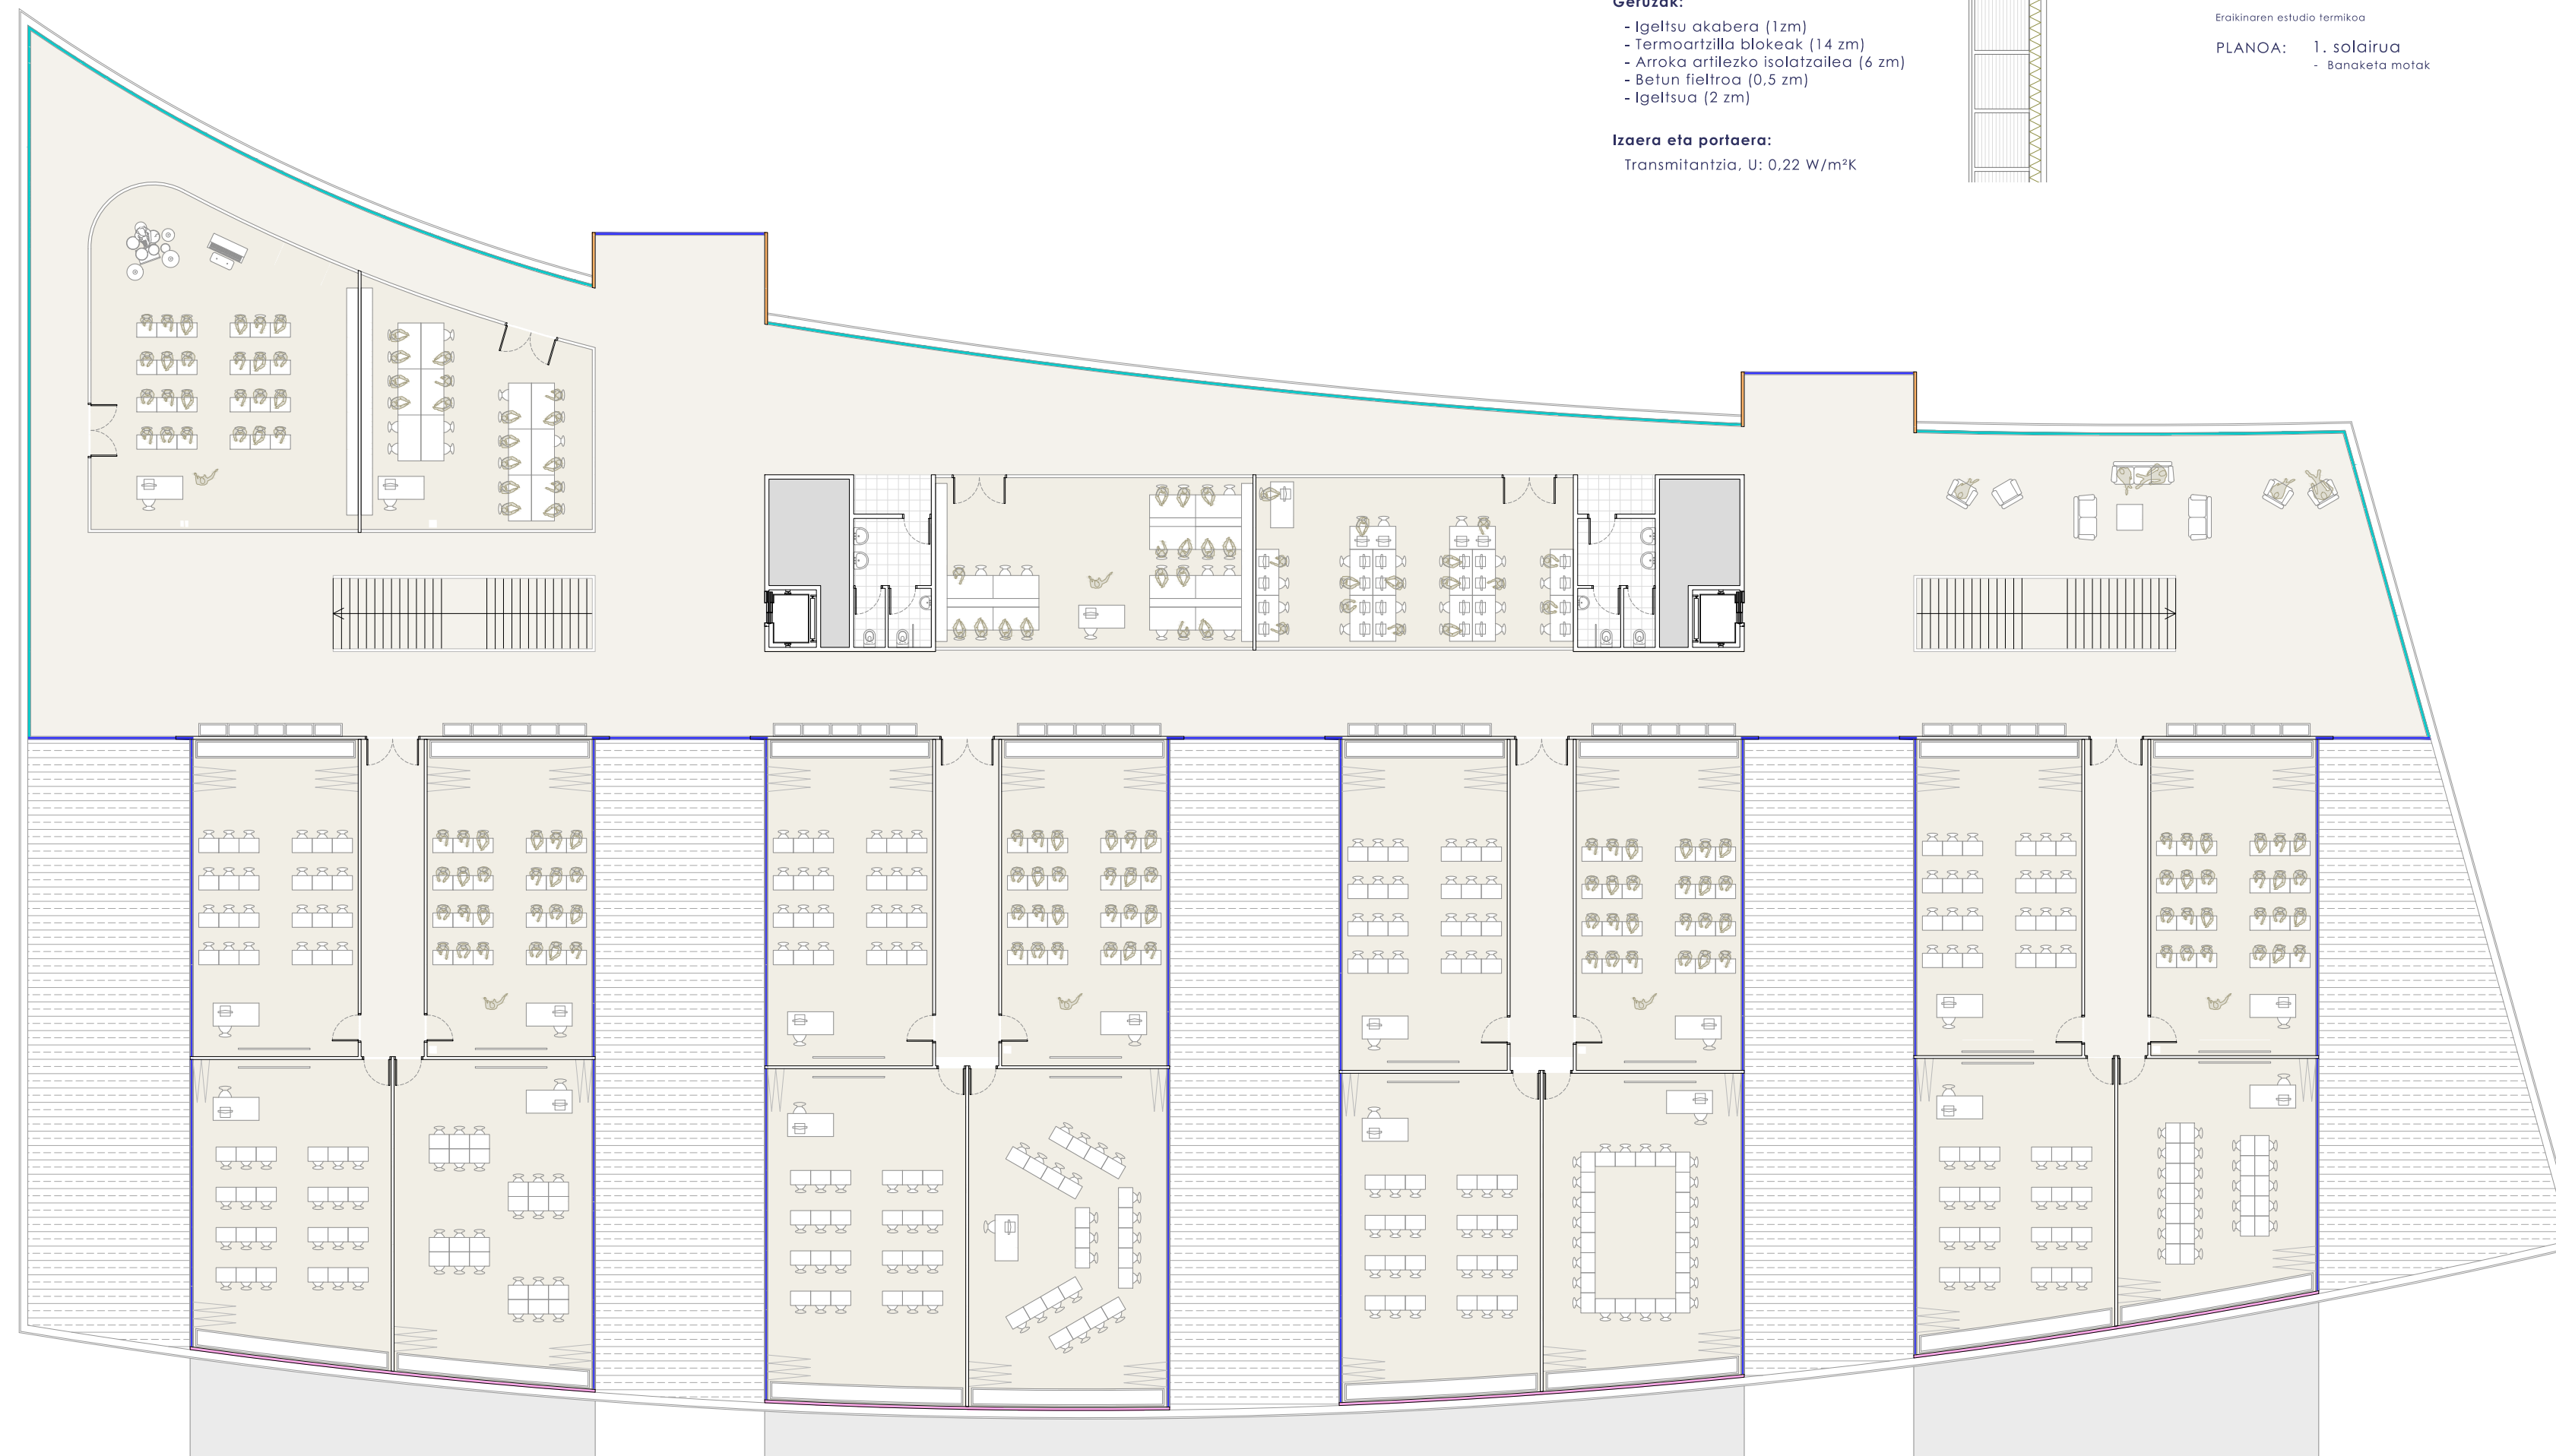 Geruzak:
- Igeltsu akabera (1zm)
- Termoartzilla blokeak (14 zm)
- Arroka artilezko isolatzailea (6 zm)
- Betun fieltroa (0,5 zm)
- Igeltsua (2 zm)
Izaera eta portaera:
Transmitantzia, U: 0,22 W/m²K
Eraikinaren estudio termikoa
PLANOA: 1. solairua
- Banaketa motak